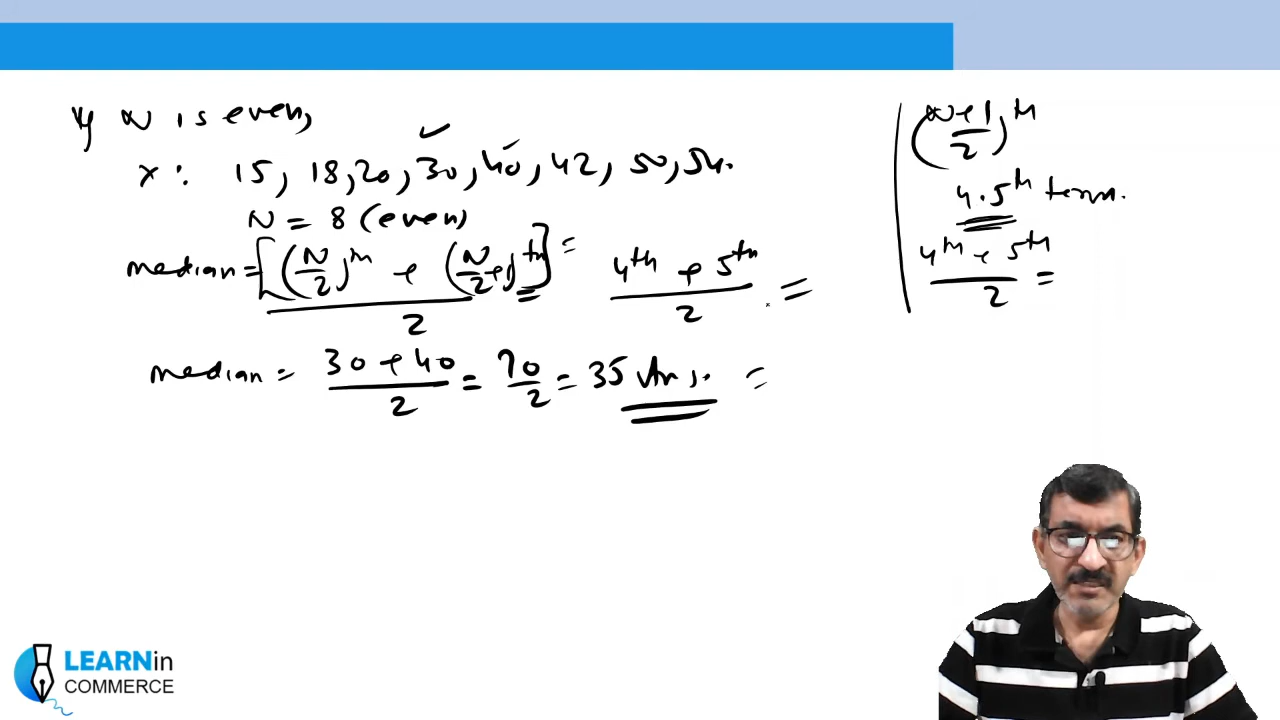 If N is even,
x : 15, 18, 20, 30, 40, 42, 50, 54.
N = 8 (even)
median = [(N/2)th + (N/2+1)th]/2 = (4th + 5th)/2 =
median = (30 + 40)/2 = 70/2 = 35 Ans. =
(N+1/2)th
4.5th term.
(4th + 5th)/2 =
LEARNin
COMMERCE